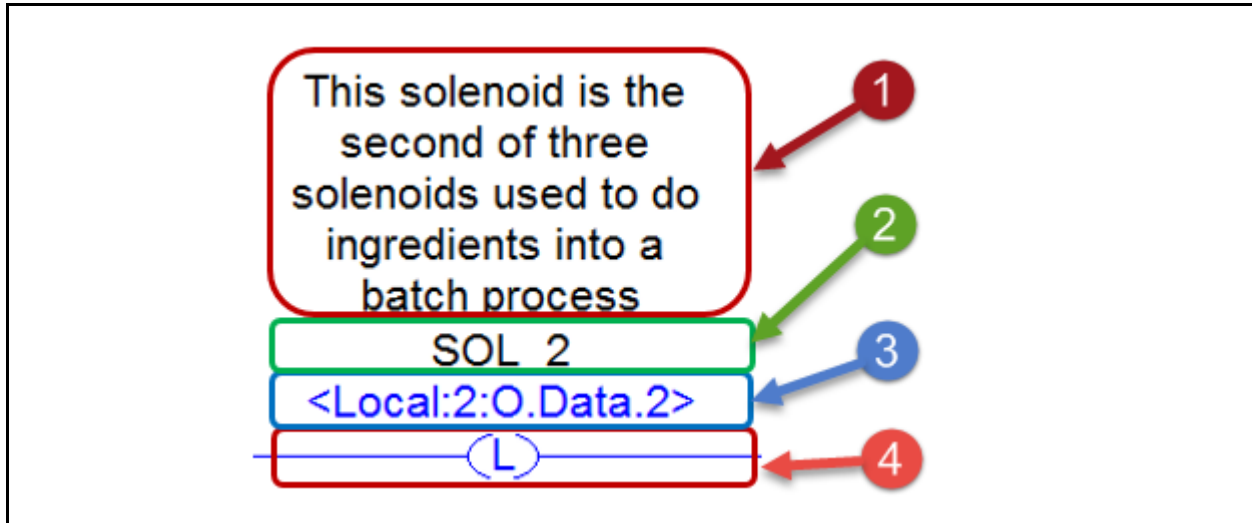 This solenoid is the
second of three
solenoids used to do
ingredients into a
batch process
SOL_2
<Local:2:O.Data.2>
(L)
1
2
3
4